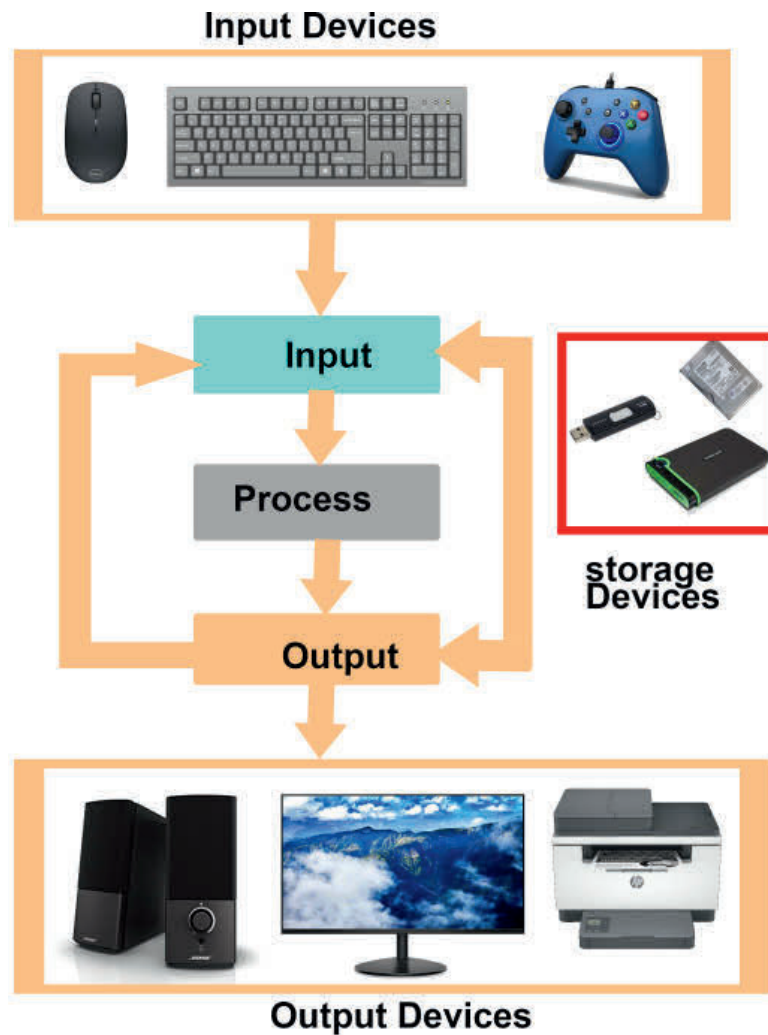 Input Devices
Input
Process
storage
Devices
Output
Output Devices